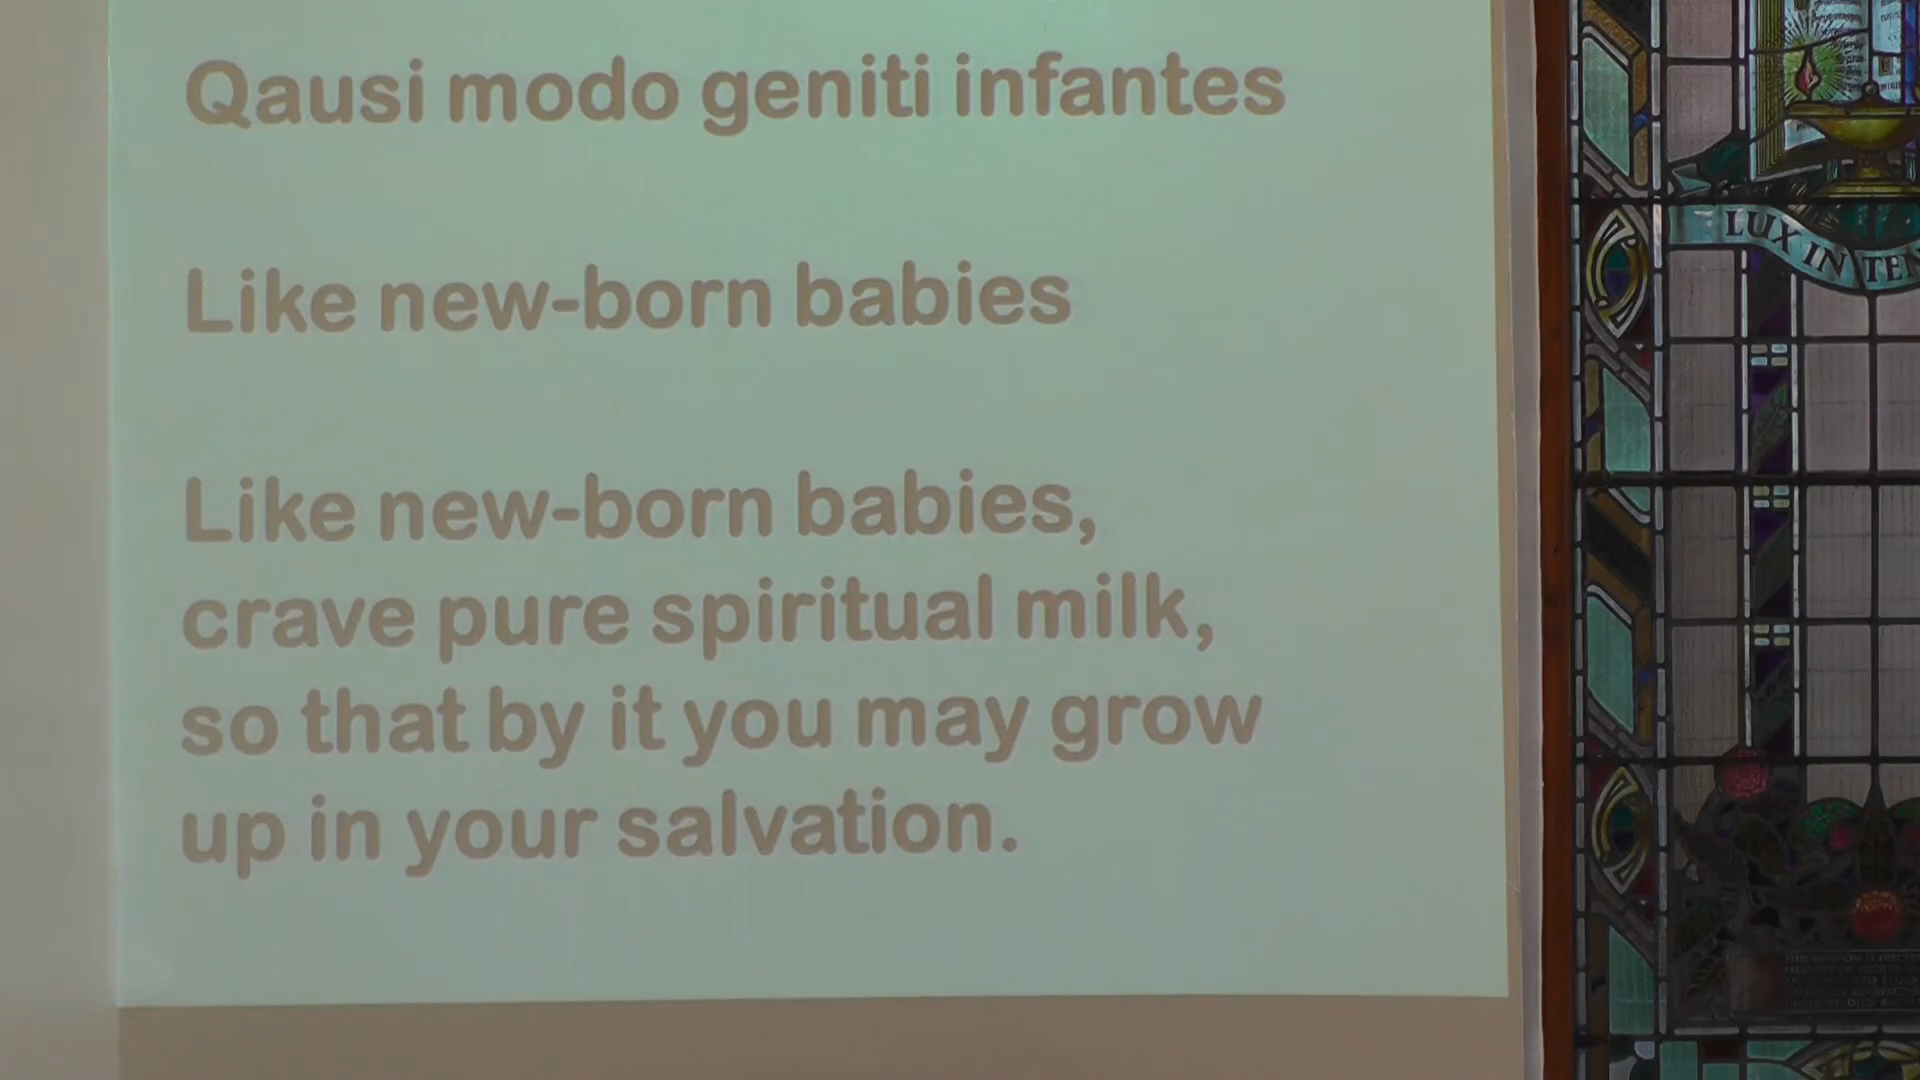 Qausi modo geniti infantes
Like new-born babies
Like new-born babies,
crave pure spiritual milk,
so that by it you may grow
up in your salvation.
LUX IN TEN